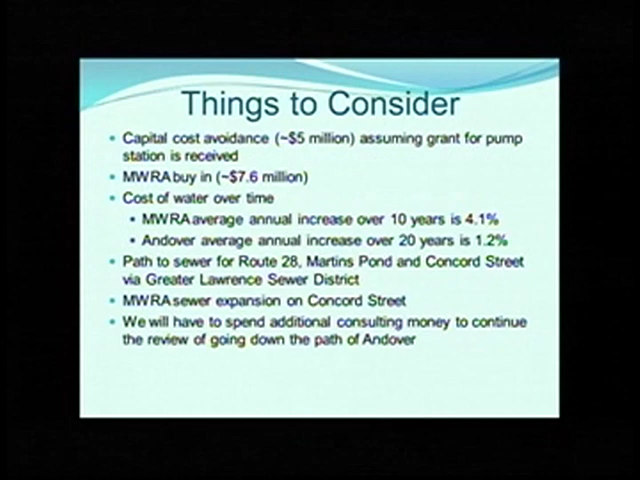 Things to Consider
• Capital cost avoidance (~$5 million) assuming grant for pump
station is received
• MWRA buy in (~$7.6 million)
• Cost of water over time
• MWRA average annual increase over 10 years is 4.1%
• Andover average annual increase over 20 years is 1.2%
• Path to sewer for Route 28, Martins Pond and Concord Street
via Greater Lawrence Sewer District
• MWRA sewer expansion on Concord Street
• We will have to spend additional consulting money to continue
the review of going down the path of Andover